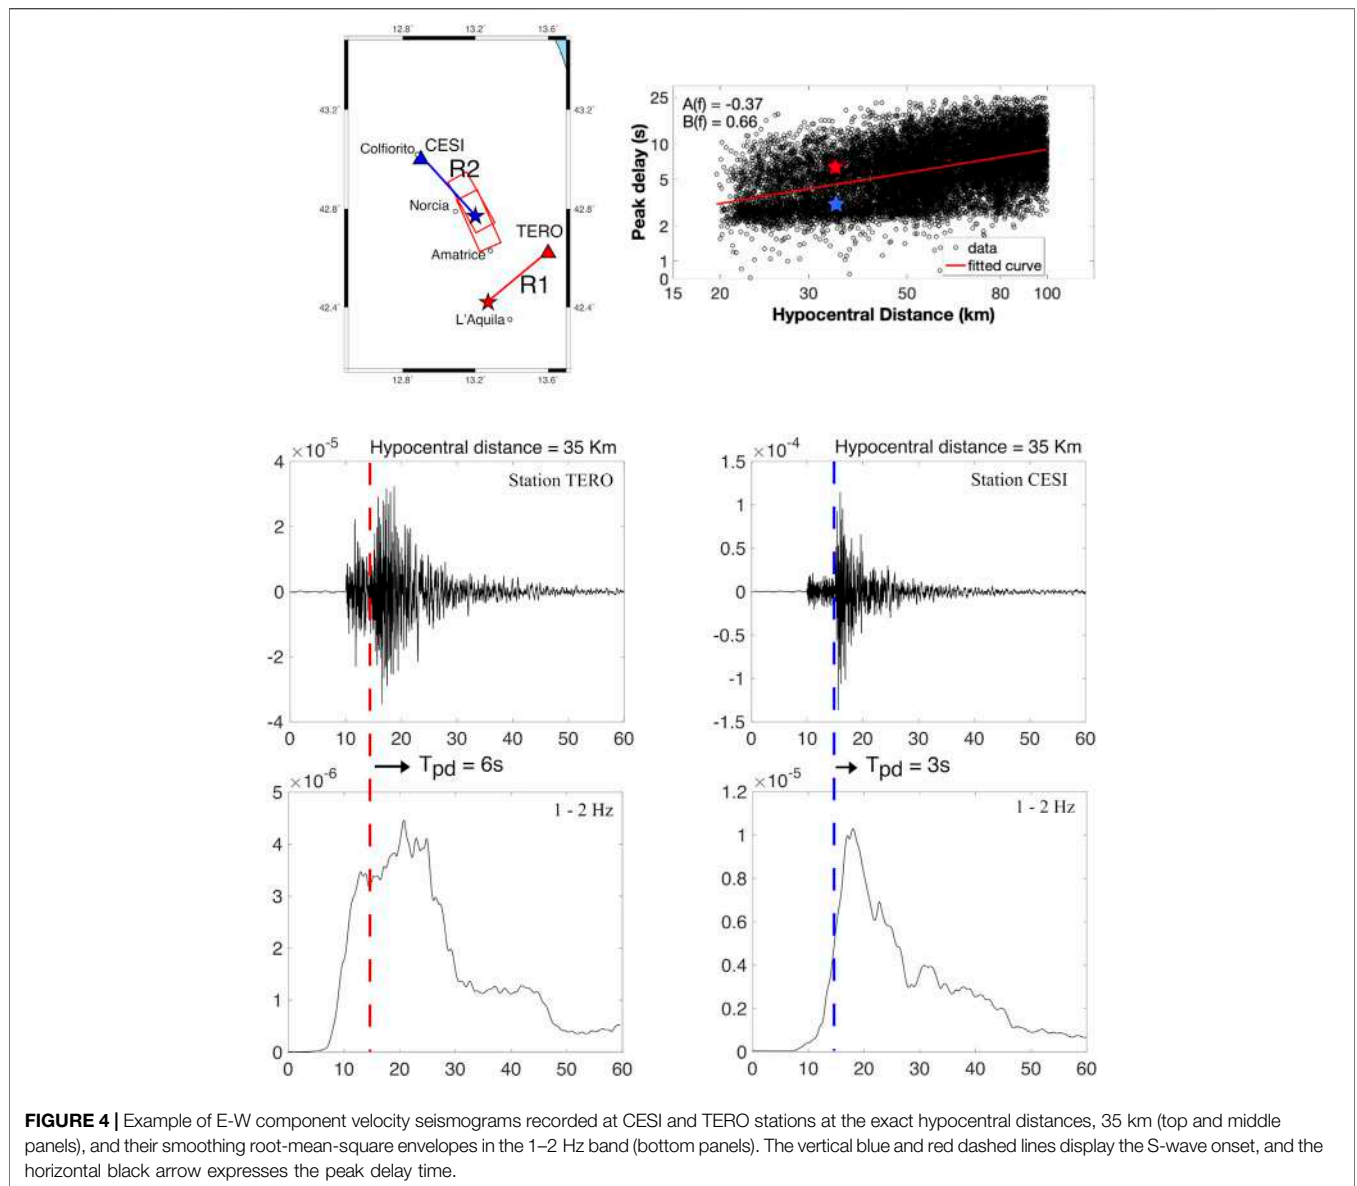 12.8° 13.2° 13.6°
43.2° 43.2°
Colfiorito CESI
R2
42.8° Norcia 42.8°
TERO
Amatrice
R1
42.4° 42.4°
L'Aquila
12.8° 13.2° 13.6°
Peak delay (s)
25
10
5
2
1
0
A(f) = -0.37
B(f) = 0.66
data
fitted curve
15 20 30 50 80 100
Hypocentral Distance (km)
×10-5 Hypocentral distance = 35 Km
Station TERO
4
2
0
-2
-4
0 10 20 30 40 50 60
×10-4 Hypocentral distance = 35 Km
Station CESI
1.5
1
0.5
0
-0.5
-1
-1.5
0 10 20 30 40 50 60
Tpd = 6s
×10-6
1 - 2 Hz
5
4
3
2
1
0
0 10 20 30 40 50 60
Tpd = 3s
×10-5
1 - 2 Hz
1.2
1
0.8
0.6
0.4
0.2
0
0 10 20 30 40 50 60
FIGURE 4 | Example of E-W component velocity seismograms recorded at CESI and TERO stations at the exact hypocentral distances, 35 km (top and middle
panels), and their smoothing root-mean-square envelopes in the 1–2 Hz band (bottom panels). The vertical blue and red dashed lines display the S-wave onset, and the
horizontal black arrow expresses the peak delay time.